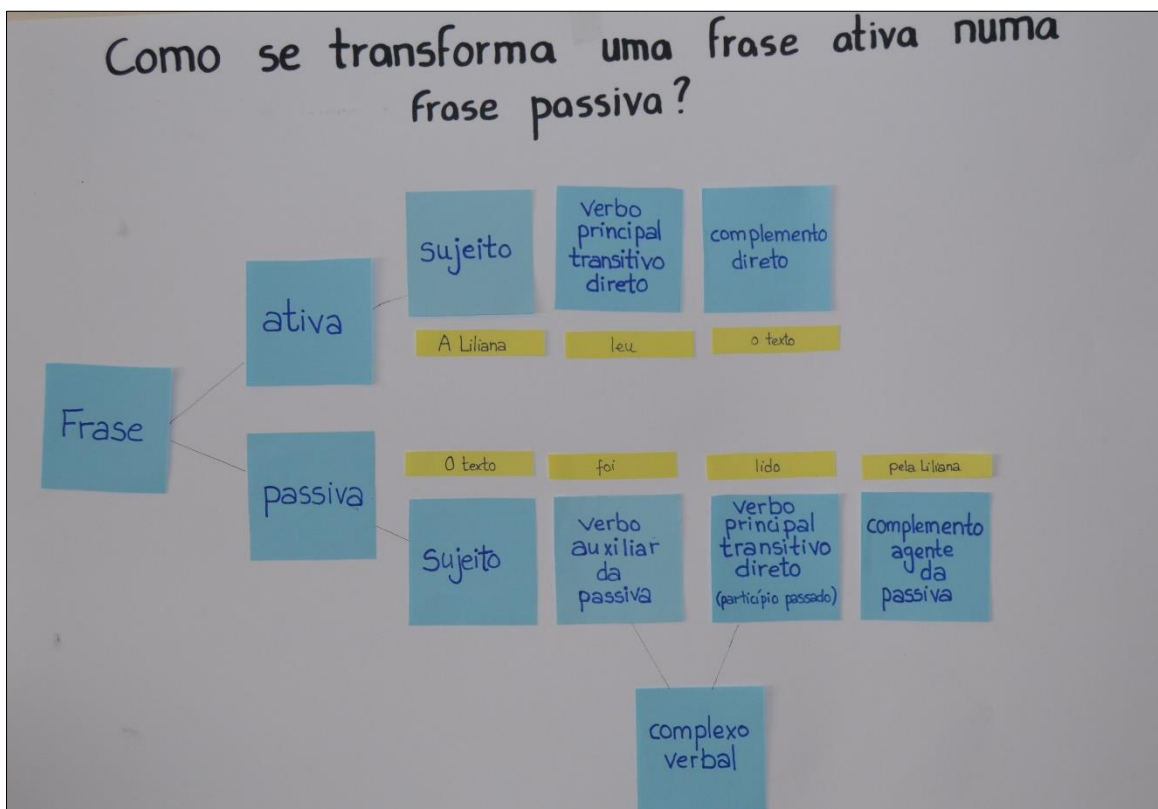 Como se transforma uma frase ativa numa
frase passiva?
Frase
ativa
sujeito
verbo
principal
transitivo
direto
complemento
direto
A Liliana
leu
o texto
passiva
O texto
foi
lido
pela Liliana
sujeito
verbo
auxiliar
da
passiva
verbo
principal
transitivo
direto
(particípio passado)
complemento
agente
da
passiva
complexo
verbal